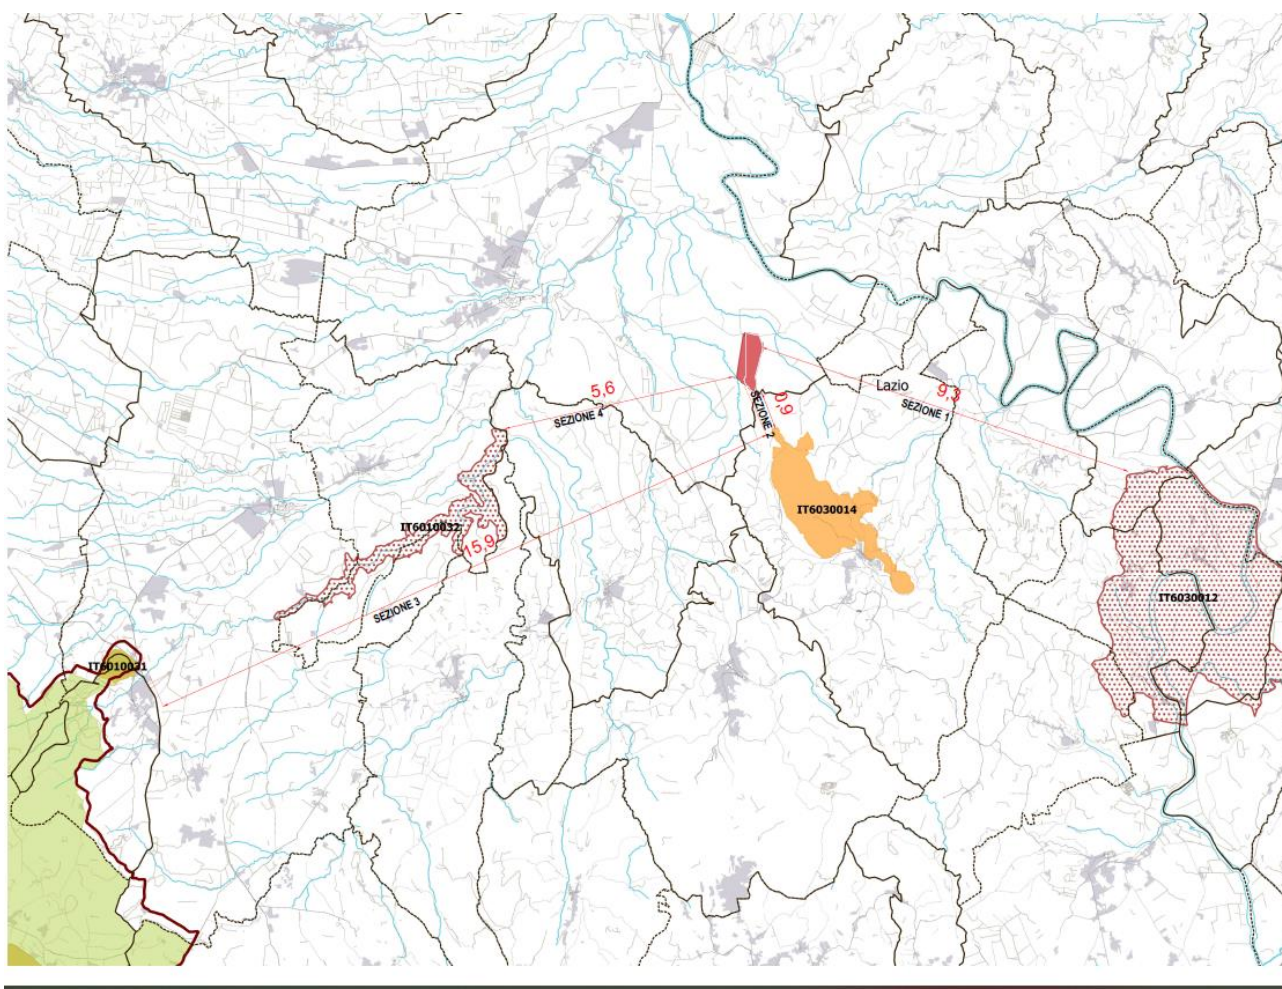 5,6
SEZIONE 4
0,9
SEZIONE 2
Lazio
9,3
SEZIONE 1
IT6030014
IT6010032
15,9
IT6030012
SEZIONE 3
IT6010031